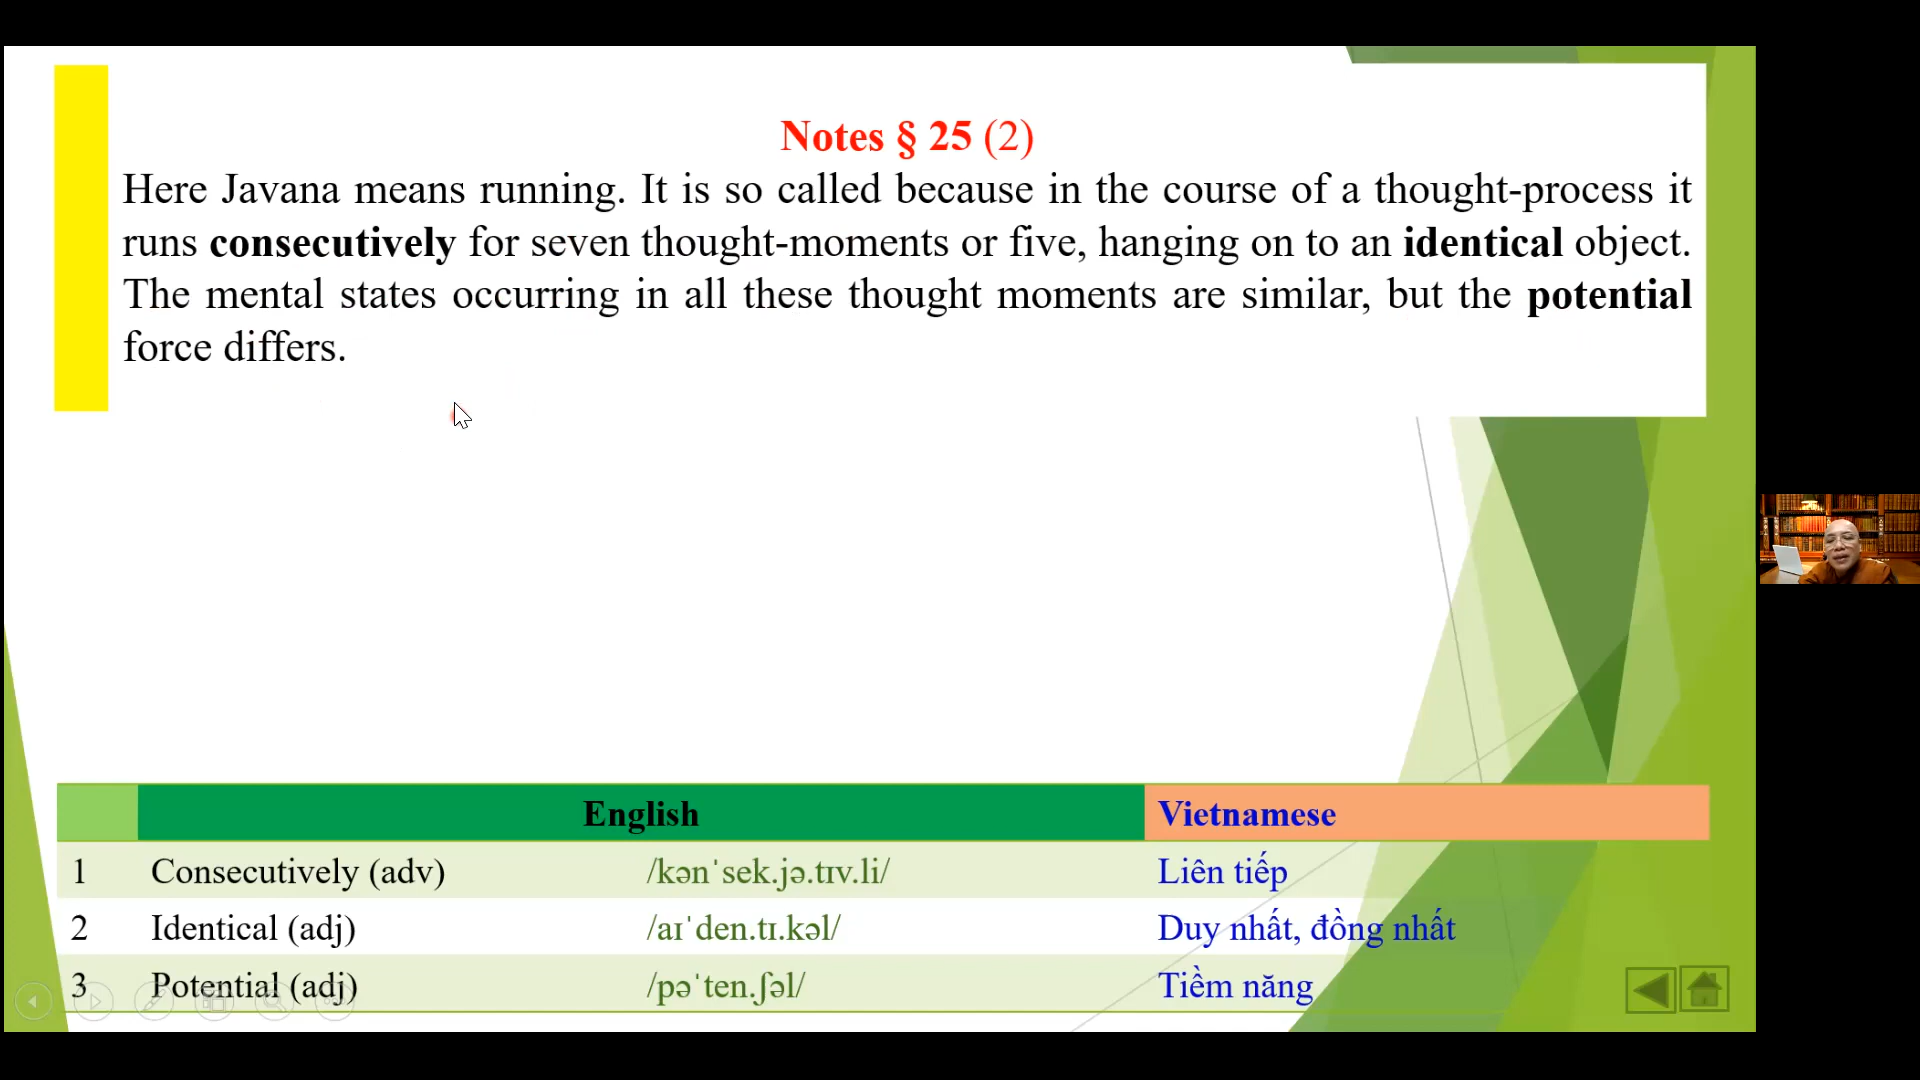 Notes § 25 (2)
Here Javana means running. It is so called because in the course of a thought-process it
runs consecutively for seven thought-moments or five, hanging on to an identical object.
The mental states occurring in all these thought moments are similar, but the potential
force differs.
English Vietnamese
1 Consecutively (adv) /kənˈsek.jə.tɪv.li/ Liên tiếp
2 Identical (adj) /aɪˈden.tɪ.kəl/ Duy nhất, đồng nhất
3 Potential (adj) /pəˈten.ʃəl/ Tiềm năng